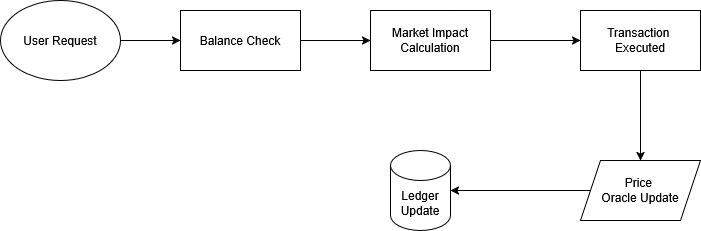 User Request
Balance Check
Market Impact
Calculation
Transaction
Executed
Price
Oracle Update
Ledger
Update